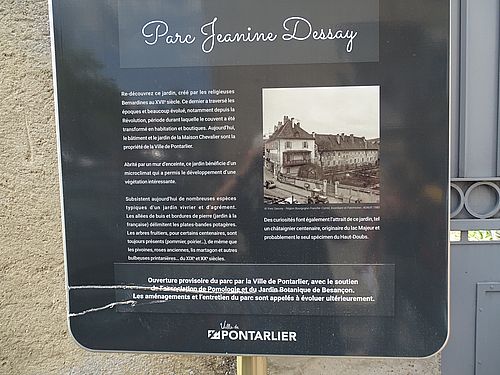 Parc Jeanine Dessay
Re-découvrez ce jardin, créé par les religieuses
Bernardines au XVIIᵉ siècle. Ce dernier a traversé les
époques et beaucoup évolué, notamment depuis la
Révolution, période durant laquelle le couvent a été
transformé en habitation et boutiques. Aujourd'hui,
le bâtiment et le jardin de la Maison Chevalier sont la
propriété de la Ville de Pontarlier.
Abrité par un mur d'enceinte, ce jardin bénéficie d'un
microclimat qui a permis le développement d'une
végétation intéressante.
Subsistent aujourd'hui de nombreuses espèces
typiques d'un jardin vivrier et d'agrément.
Les allées de buis et bordures de pierre (jardin à la
française) délimitent les plates-bandes potagères.
Les arbres fruitiers, pour certains centenaires, sont
toujours présents (pommier, poirier...), de même que
les pivoines, roses anciennes, lis martagon et autres
bulbeuses printanières... du XIXᵉ et XXᵉ siècles.
Des curiosités font également l'attrait de ce jardin, tel
un châtaignier centenaire, originaire du lac Majeur et
probablement le seul spécimen du Haut-Doubs.
Ouverture provisoire du parc par la Ville de Pontarlier, avec le soutien
de l'association de Pomologie et du Jardin Botanique de Besançon.
Les aménagements et l'entretien du parc sont appelés à évoluer ultérieurement.
Ville de
PONTARLIER